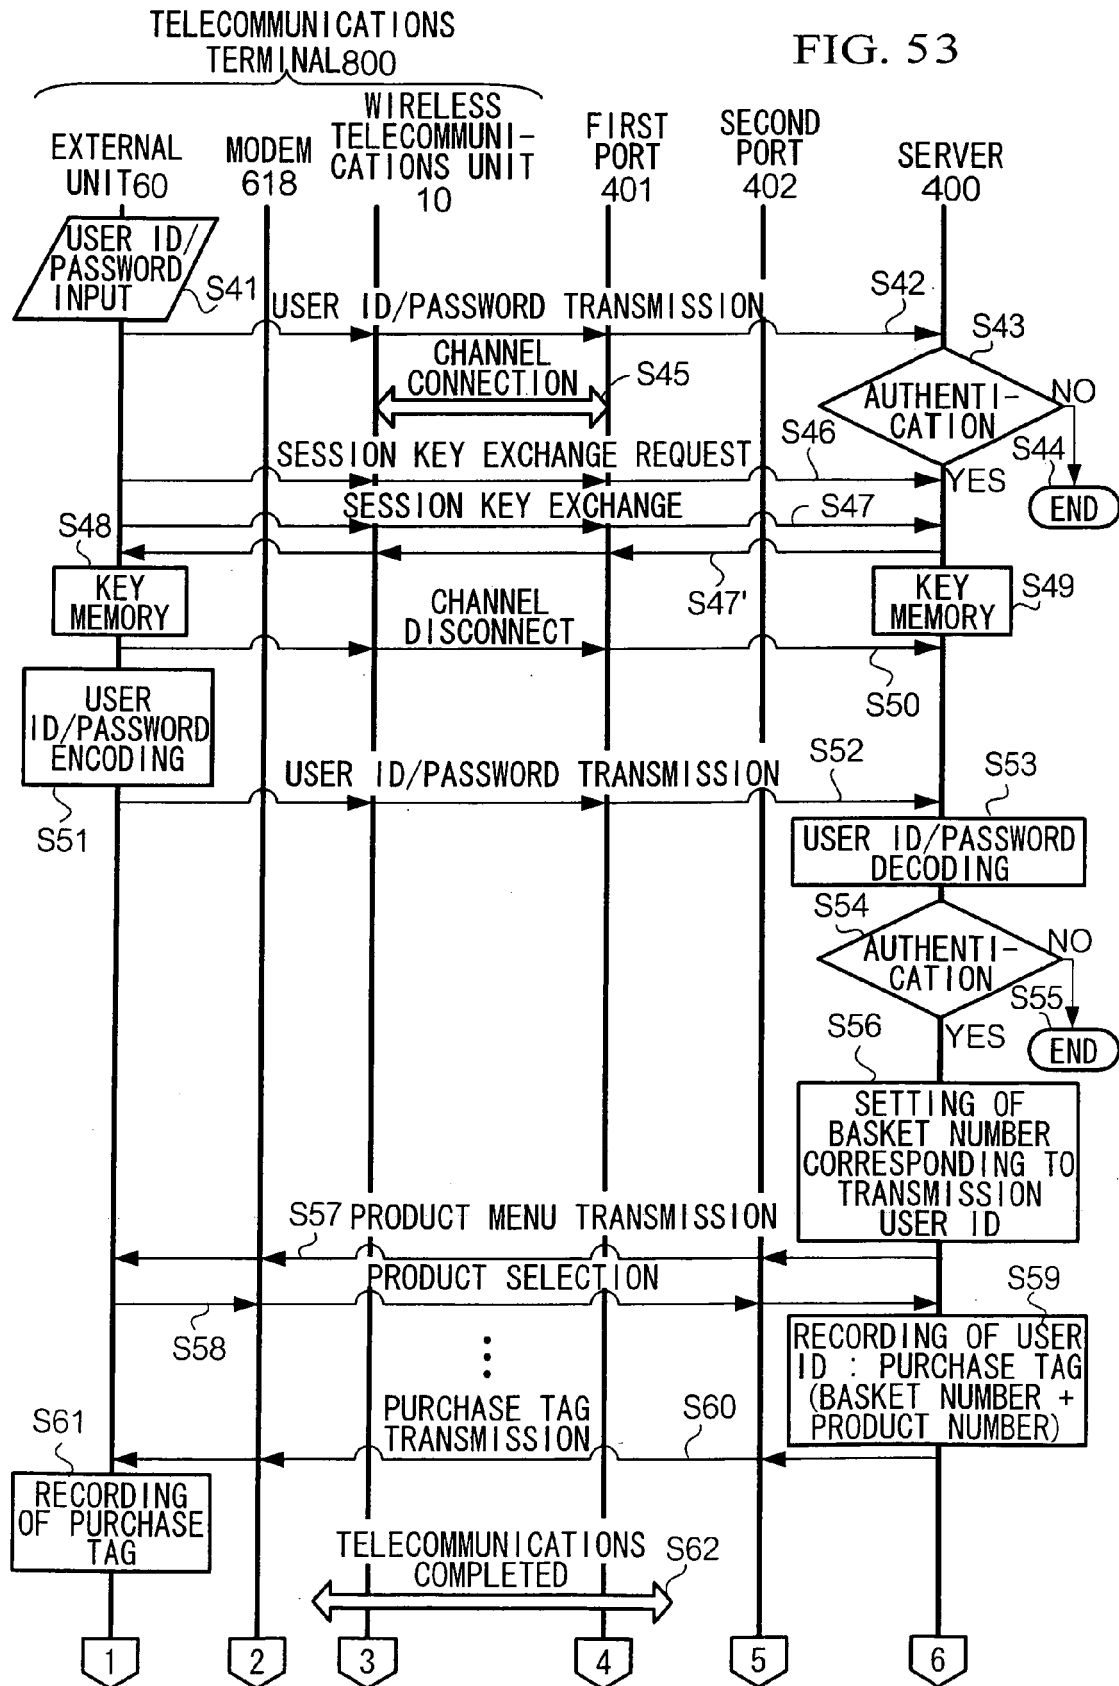 FIG. 53
TELECOMMUNICATIONS
TERMINAL800
EXTERNAL
UNIT60
MODEM
618
WIRELESS
TELECOMMUNI-
CATIONS UNIT
10
FIRST
PORT
401
SECOND
PORT
402
SERVER
400
USER ID/
PASSWORD
INPUT
S41
USER ID/PASSWORD TRANSMISSION
S42
S43
CHANNEL
CONNECTION
S45
AUTHENTI-
CATION
NO
S44
END
YES
SESSION KEY EXCHANGE REQUEST
S46
SESSION KEY EXCHANGE
S47
S48
S47'
KEY
MEMORY
KEY
MEMORY
S49
CHANNEL
DISCONNECT
S50
USER
ID/PASSWORD
ENCODING
S51
USER ID/PASSWORD TRANSMISSION
S52
S53
USER ID/PASSWORD
DECODING
S54
AUTHENTI-
CATION
NO
S55
END
YES
S56
SETTING OF
BASKET NUMBER
CORRESPONDING TO
TRANSMISSION
USER ID
S57
PRODUCT MENU TRANSMISSION
PRODUCT SELECTION
S58
S59
RECORDING OF USER
ID : PURCHASE TAG
(BASKET NUMBER +
PRODUCT NUMBER)
PURCHASE TAG
TRANSMISSION
S60
S61
RECORDING
OF PURCHASE
TAG
TELECOMMUNICATIONS
COMPLETED
S62
1
2
3
4
5
6